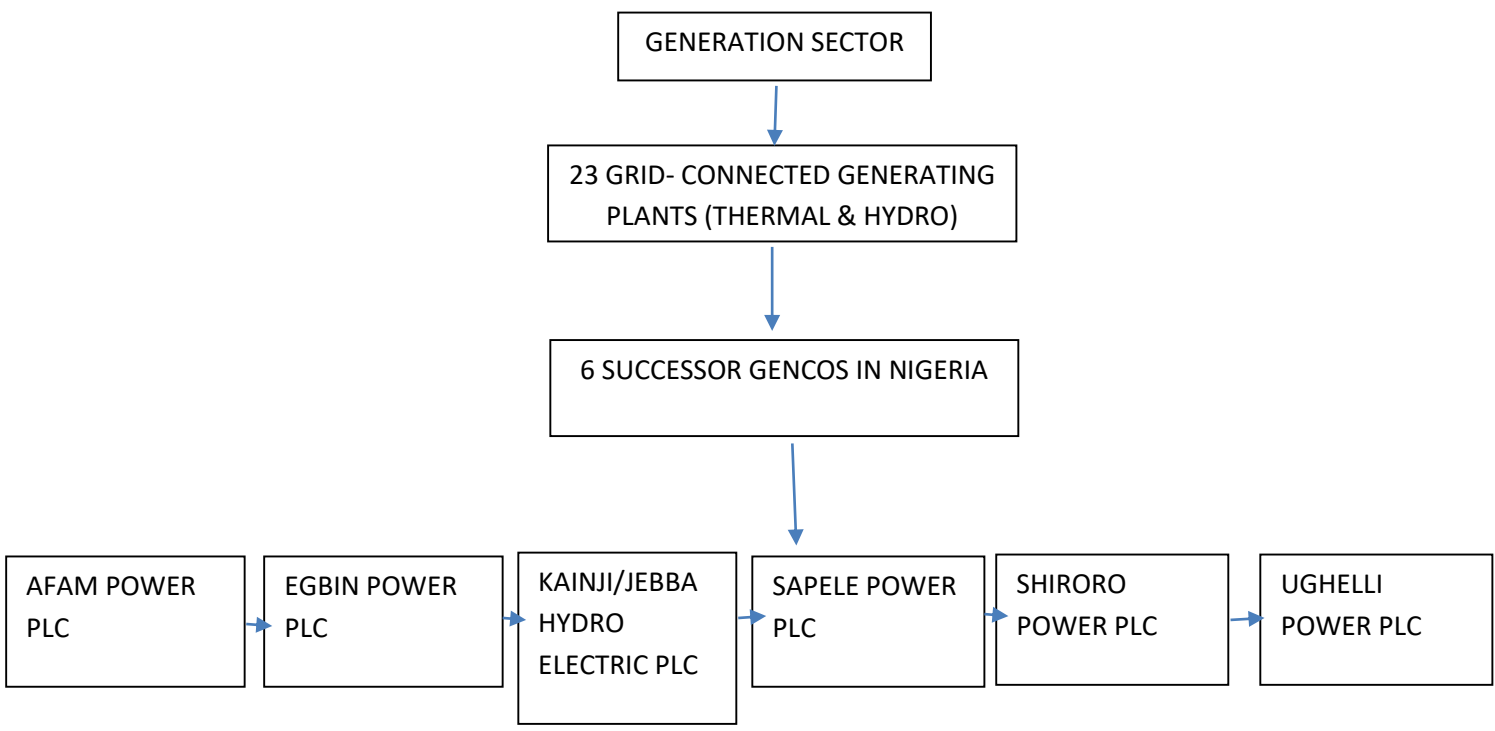 GENERATION SECTOR
23 GRID- CONNECTED GENERATING
PLANTS (THERMAL & HYDRO)
6 SUCCESSOR GENCOS IN NIGERIA
AFAM POWER
PLC
EGBIN POWER
PLC
KAINJI/JEBBA
HYDRO
ELECTRIC PLC
SAPELE POWER
PLC
SHIRORO
POWER PLC
UGHELLI
POWER PLC